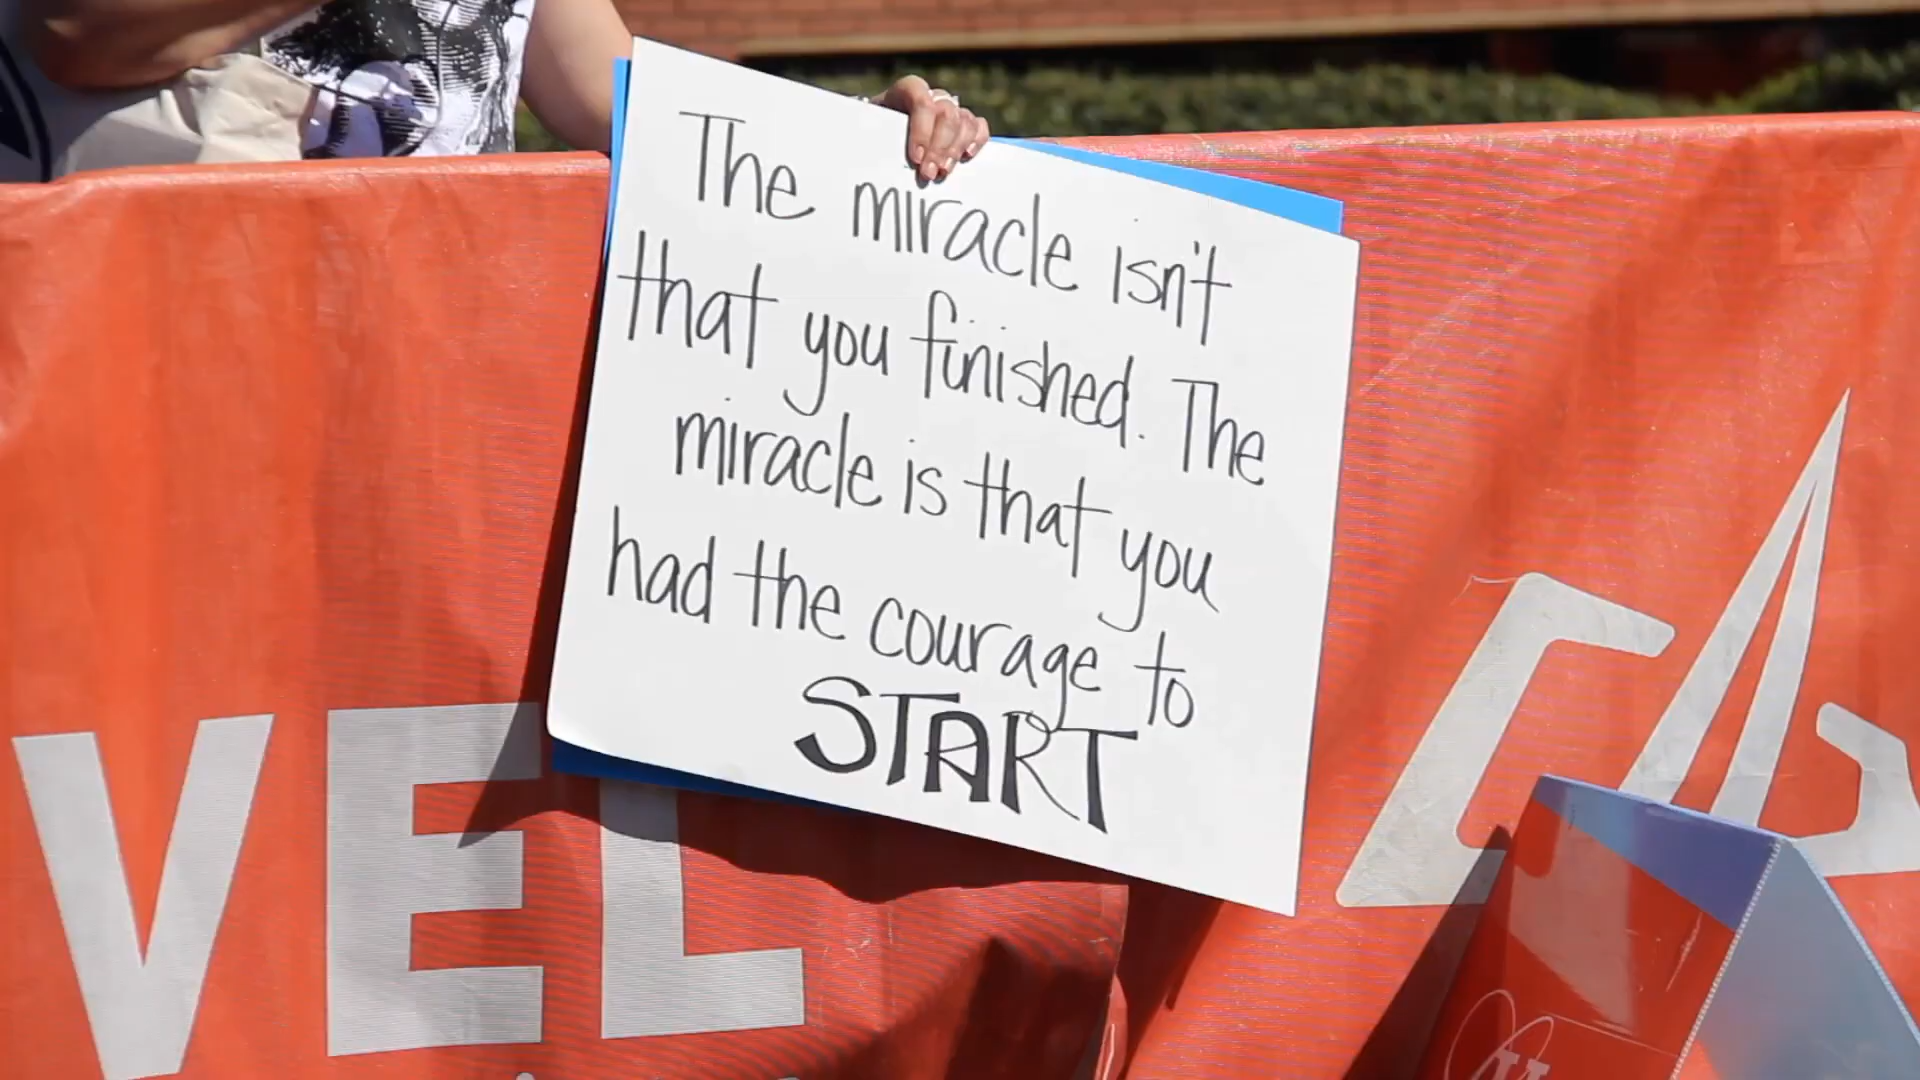 The miracle isn't
that you finished. The
miracle is that you
had the courage to
START
VEL